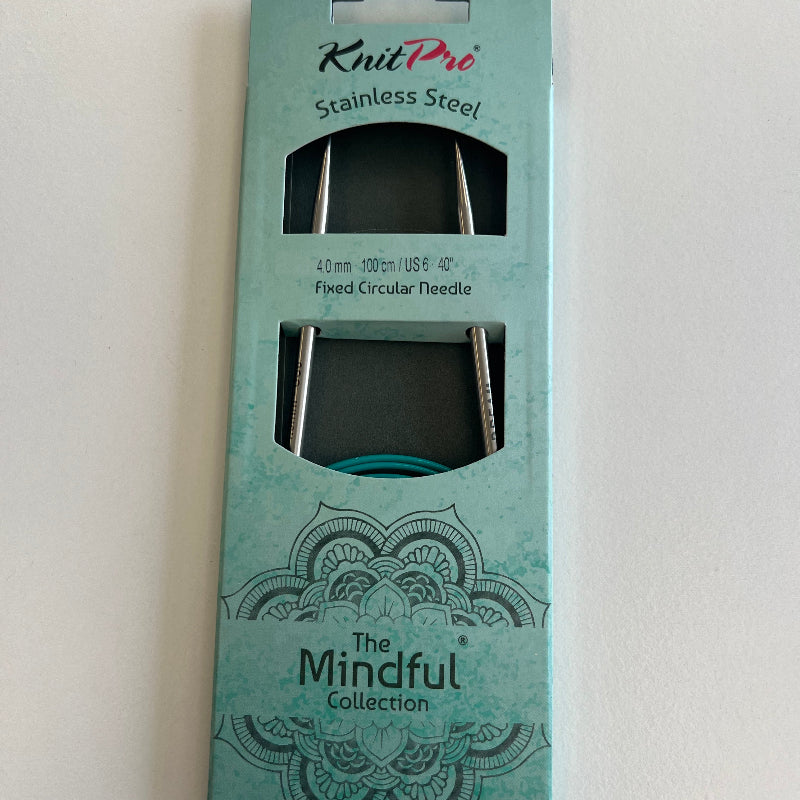 KnitPro®
Stainless Steel
4.0 mm - 100 cm / US 6 - 40"
Fixed Circular Needle
The
Mindful®
Collection